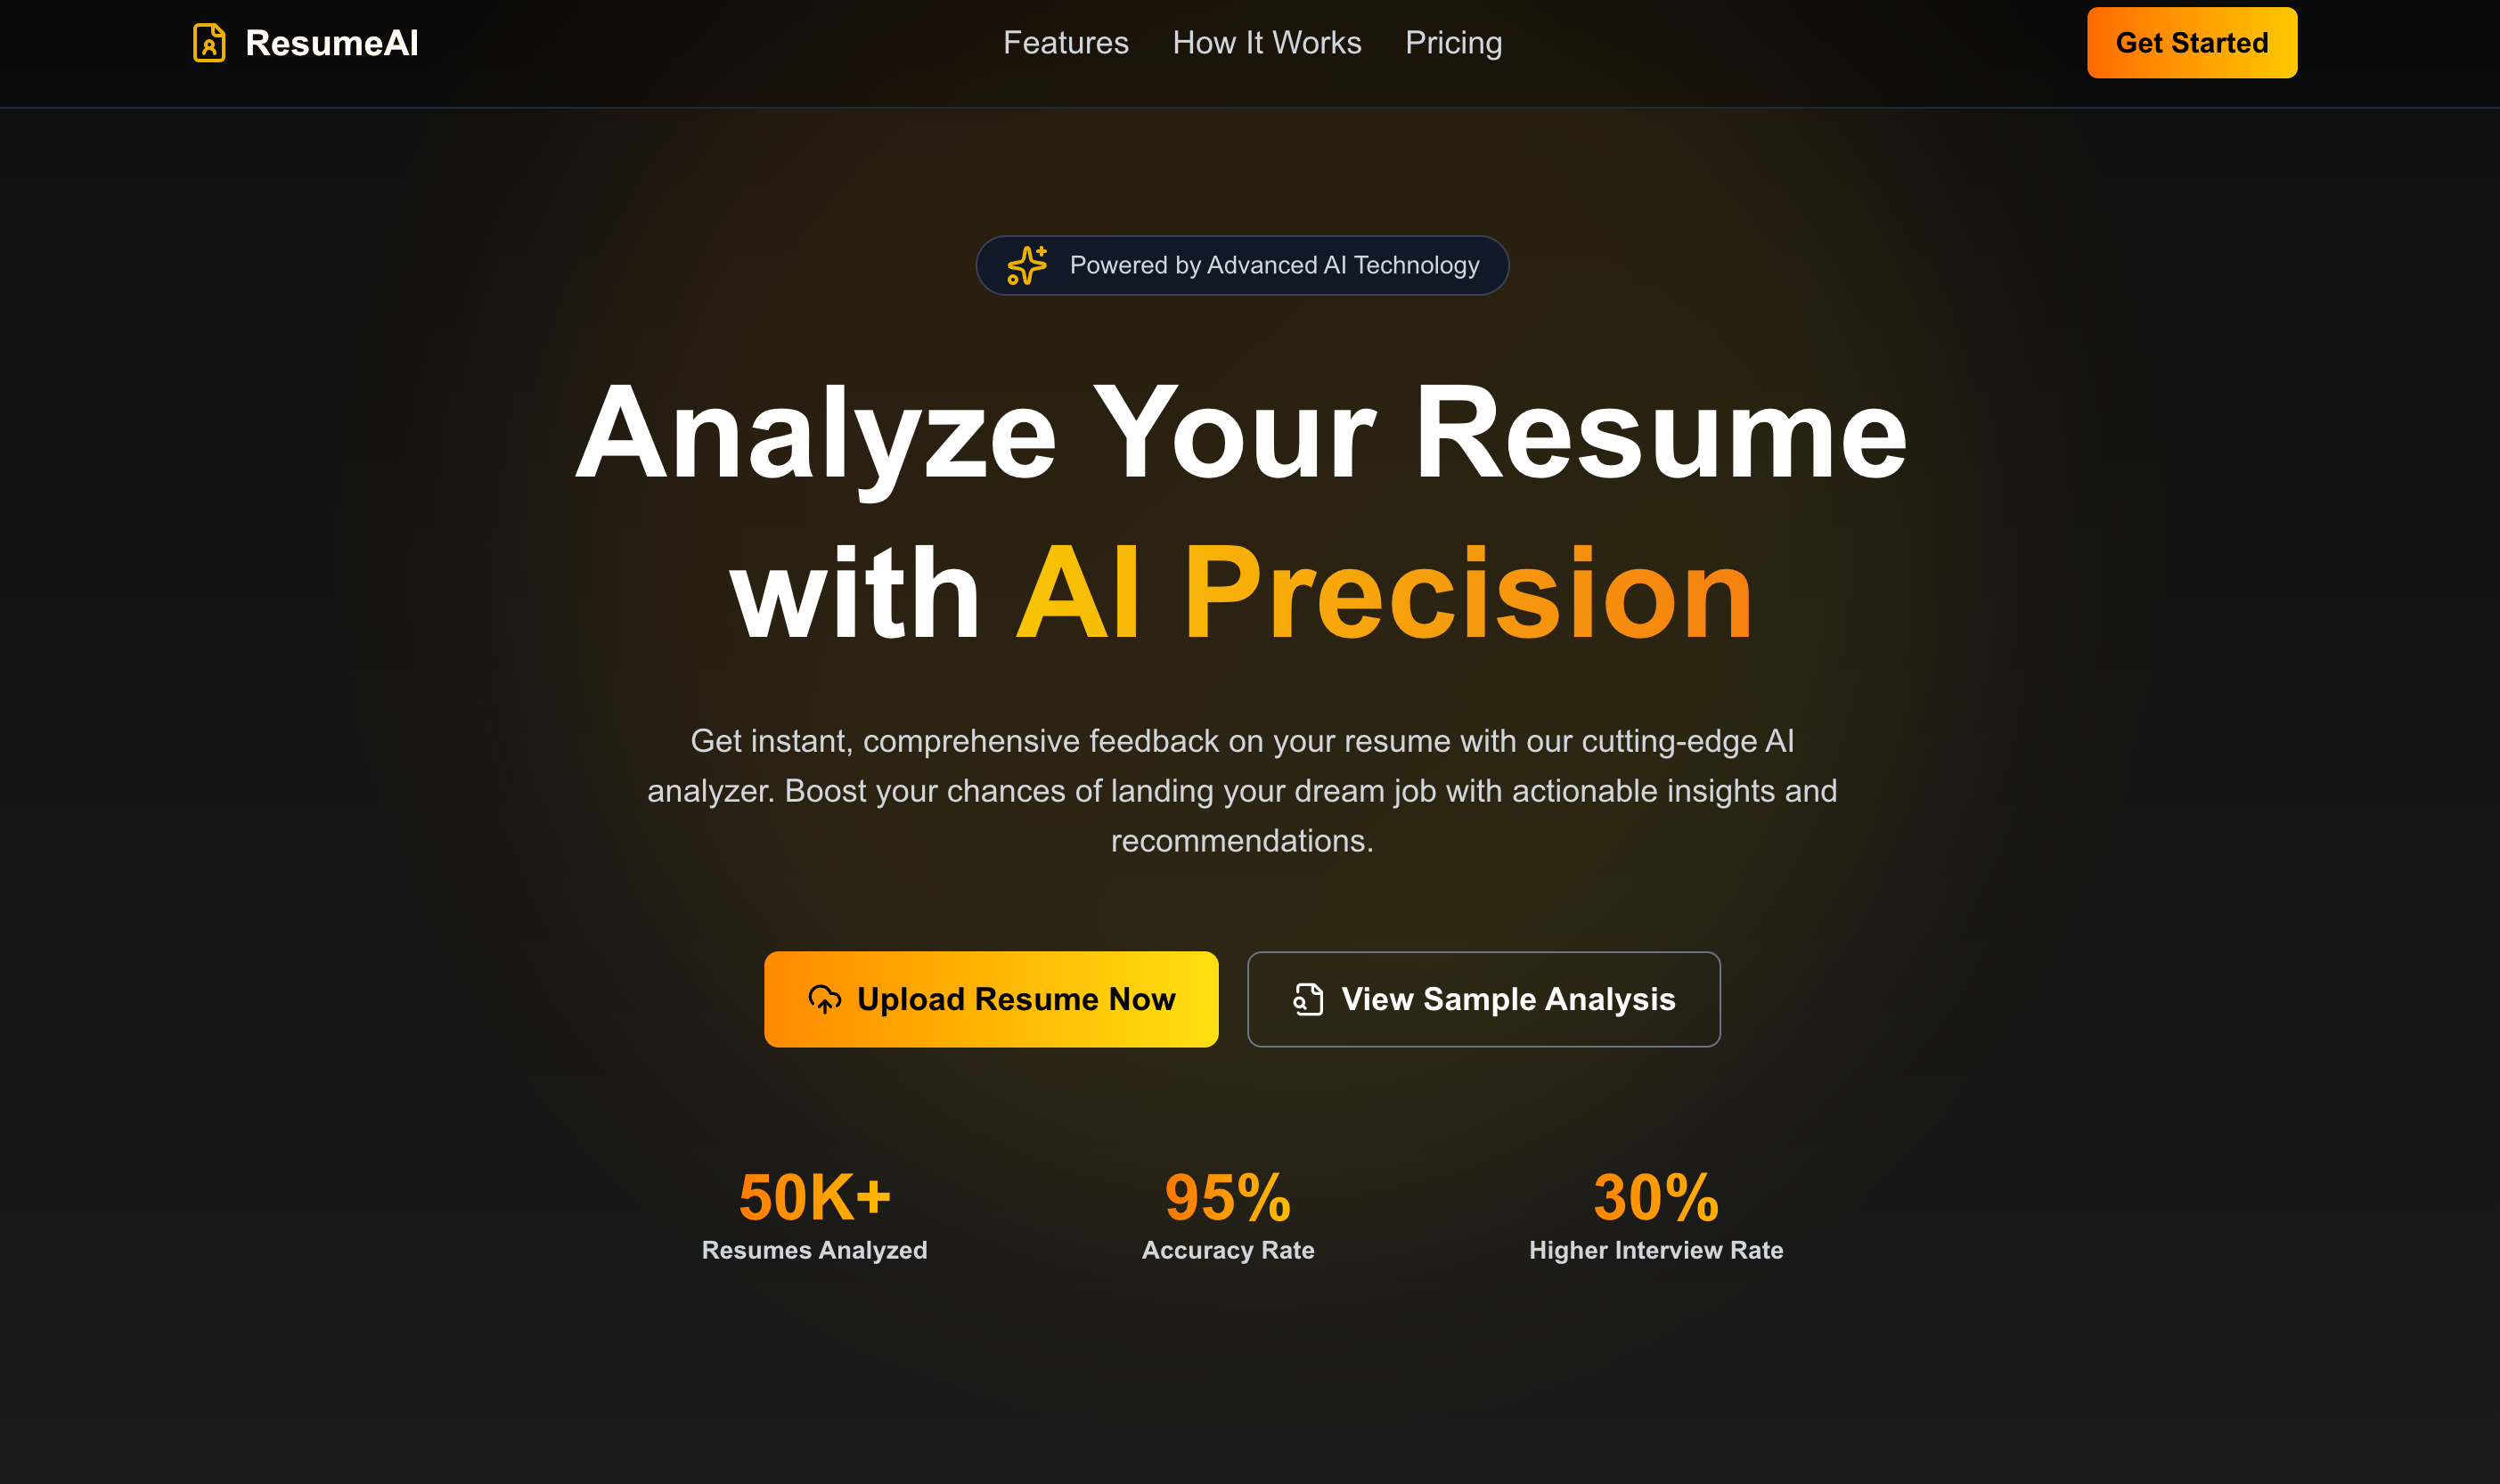 ResumeAI
Features
How It Works
Pricing
Get Started
Powered by Advanced AI Technology
Analyze Your Resume
with AI Precision
Get instant, comprehensive feedback on your resume with our cutting-edge AI
analyzer. Boost your chances of landing your dream job with actionable insights and
recommendations.
Upload Resume Now
View Sample Analysis
50K+
Resumes Analyzed
95%
Accuracy Rate
30%
Higher Interview Rate